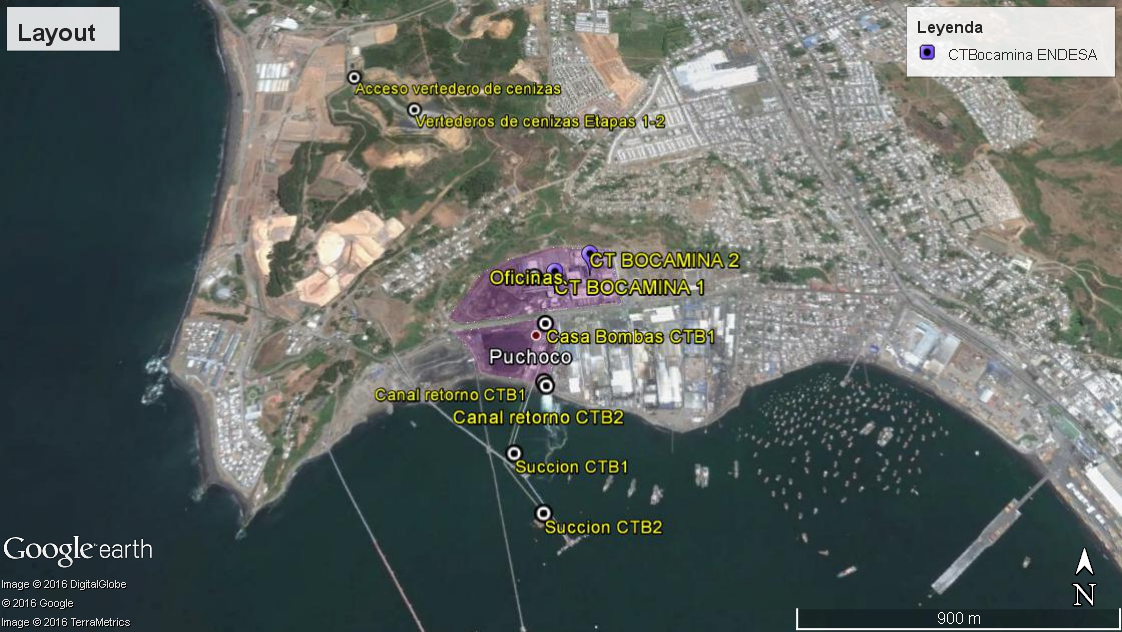 Layout
Leyenda
CTBocamina ENDESA
Acceso vertedero de cenizas
Vertederos de cenizas Etapas 1-2
CT BOCAMINA 2
Oficinas
CT BOCAMINA 1
Casa Bombas CTB1
Puchoco
Canal retorno CTB1
Canal retorno CTB2
Succion CTB1
Succion CTB2
Google earth
Image © 2016 DigitalGlobe
© 2016 Google
Image © 2016 TerraMetrics
N
900 m